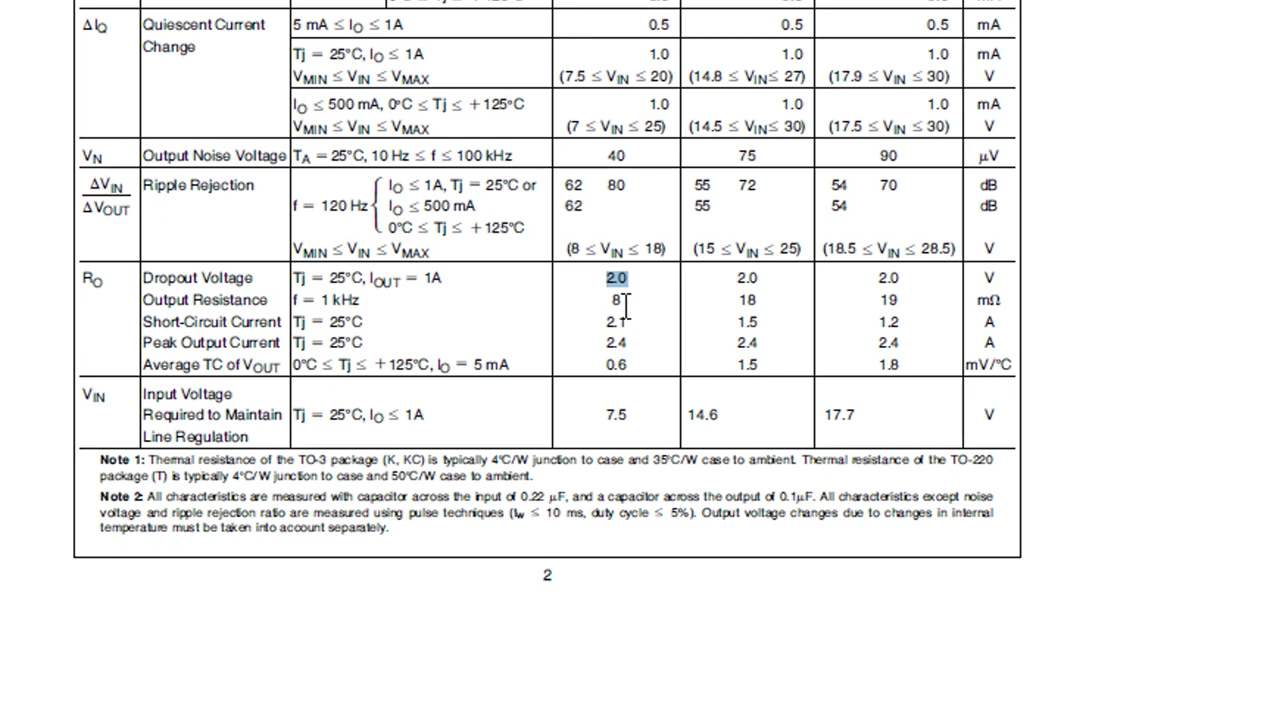 ΔIQ Quiescent Current 5 mA ≤ IO ≤ 1A 0.5 0.5 0.5 mA
Change Tj = 25°C, IO ≤ 1A 1.0 1.0 1.0 mA
VMIN ≤ VIN ≤ VMAX (7.5 ≤ VIN ≤ 20) (14.8 ≤ VIN≤ 27) (17.9 ≤ VIN ≤ 30) V
IO ≤ 500 mA, 0°C ≤ Tj ≤ +125°C 1.0 1.0 1.0 mA
VMIN ≤ VIN ≤ VMAX (7 ≤ VIN ≤ 25) (14.5 ≤ VIN≤ 30) (17.5 ≤ VIN ≤ 30) V
VN Output Noise Voltage TA = 25°C, 10 Hz ≤ f ≤ 100 kHz 40 75 90 μV
ΔVIN Ripple Rejection IO ≤ 1A, Tj = 25°C or 62 80 55 72 54 70 dB
ΔVOUT f = 120 Hz IO ≤ 500 mA 62 55 54 dB
0°C ≤ Tj ≤ +125°C
VMIN ≤ VIN ≤ VMAX (8 ≤ VIN ≤ 18) (15 ≤ VIN ≤ 25) (18.5 ≤ VIN ≤ 28.5) V
RO Dropout Voltage Tj = 25°C, IOUT = 1A 2.0 2.0 2.0 V
Output Resistance f = 1 kHz 8 18 19 mΩ
Short-Circuit Current Tj = 25°C 2.1 1.5 1.2 A
Peak Output Current Tj = 25°C 2.4 2.4 2.4 A
Average TC of VOUT 0°C ≤ Tj ≤ +125°C, IO = 5 mA 0.6 1.5 1.8 mV/°C
VIN Input Voltage
Required to Maintain Tj = 25°C, IO ≤ 1A 7.5 14.6 17.7 V
Line Regulation
Note 1: Thermal resistance of the TO-3 package (K, KC) is typically 4°C/W junction to case and 35°C/W case to ambient. Thermal resistance of the TO-220
package (T) is typically 4°C/W junction to case and 50°C/W case to ambient.
Note 2: All characteristics are measured with capacitor across the input of 0.22 μF, and a capacitor across the output of 0.1μF. All characteristics except noise
voltage and ripple rejection ratio are measured using pulse techniques (tw ≤ 10 ms, duty cycle ≤ 5%). Output voltage changes due to changes in internal
temperature must be taken into account separately.
2